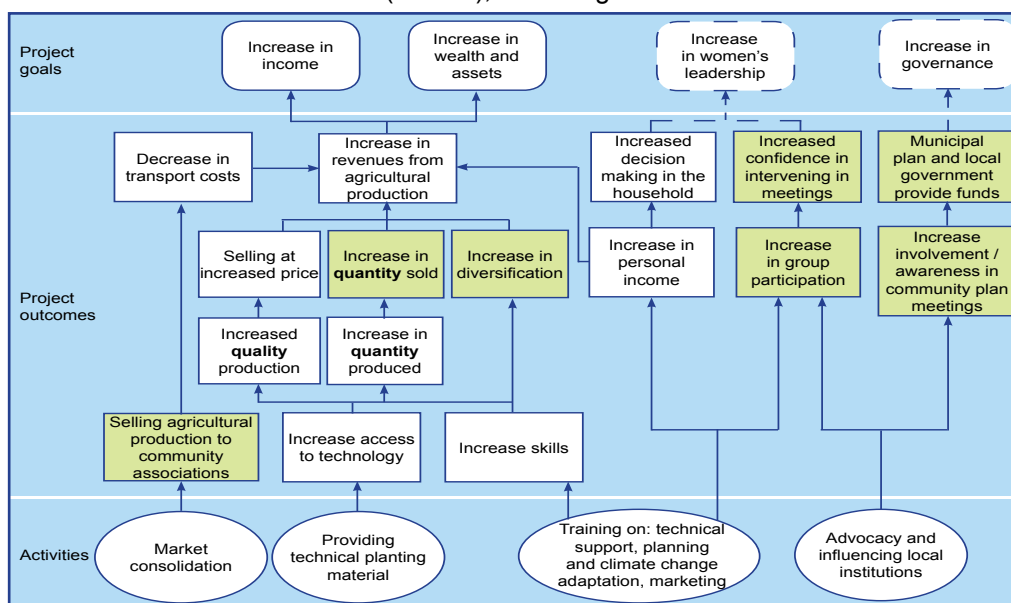 Project
goals
Increase in
income
Increase in
wealth and
assets
Increase
in women's
leadership
Increase in
governance
Project
outcomes
Decrease in
transport costs
Increase in
revenues from
agricultural
production
Increased
decision
making in the
household
Increased
confidence in
intervening in
meetings
Municipal
plan and local
government
provide funds
Selling at
increased price
Increase in
quantity sold
Increase in
diversification
Increase in
personal
income
Increase
in group
participation
Increase
involvement /
awareness in
community plan
meetings
Increased
quality
production
Increase in
quantity
produced
Selling agricultural
production to
community
associations
Increase access
to technology
Increase skills
Activities
Market
consolidation
Providing
technical planting
material
Training on: technical
support, planning
and climate change
adaptation, marketing
Advocacy and
influencing local
institutions